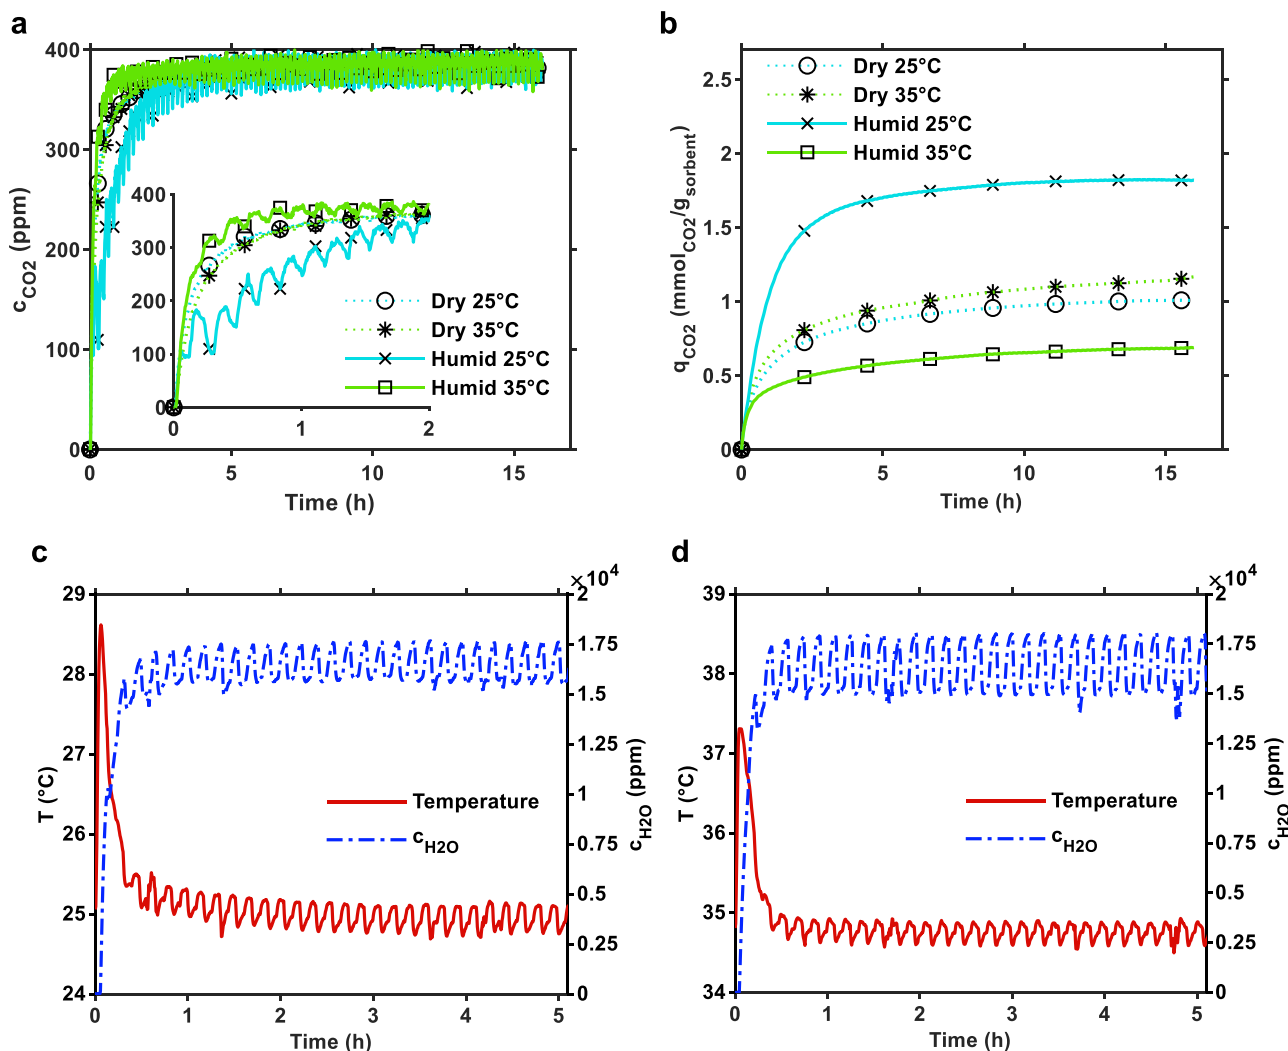 a
400
300
200
100
0
c_CO2 (ppm)
0 5 10 15
Time (h)
400
300
200
100
0
0 1 2
Dry 25°C
Dry 35°C
Humid 25°C
Humid 35°C
b
2.5
2
1.5
1
0.5
0
q_CO2 (mmol_CO2/g_sorbent)
0 5 10 15
Time (h)
Dry 25°C
Dry 35°C
Humid 25°C
Humid 35°C
c
×10^4
29
28
27
26
25
24
T (°C)
2
1.75
1.5
1.25
1
0.75
0.5
0.25
0
c_H2O (ppm)
Temperature
c_H2O
0 1 2 3 4 5
Time (h)
d
×10^4
39
38
37
36
35
34
T (°C)
2
1.75
1.5
1.25
1
0.75
0.5
0.25
0
c_H2O (ppm)
Temperature
c_H2O
0 1 2 3 4 5
Time (h)